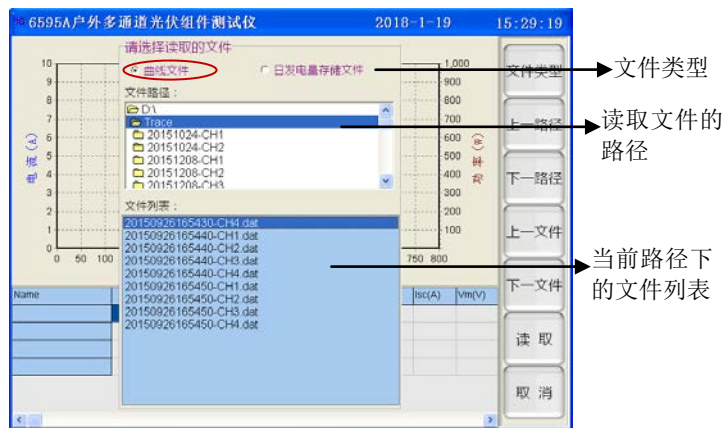 6595A户外多通道光伏组件测试仪 2018-1-19 15:29:19
请选择读取的文件
曲线文件 日发电量存储文件
文件路径：
D:\
Trace
20151024-CH1
20151024-CH2
20151208-CH1
20151208-CH2
20151208-CH3
文件列表：
20150926165430-CH4.dat
20150926165440-CH1.dat
20150926165440-CH2.dat
20150926165440-CH3.dat
20150926165440-CH4.dat
20150926165450-CH1.dat
20150926165450-CH2.dat
20150926165450-CH3.dat
20150926165450-CH4.dat
10
9
8
7
6
5
4
3
2
1
0
电流(A)
0 50 100
750 800
1,000
900
800
700
600
500
400
300
200
100
功率(W)
Name Isc(A) Vm(V)
文件类型
上一路径
下一路径
上一文件
下一文件
读 取
取 消
文件类型
读取文件的
路径
当前路径下
的文件列表